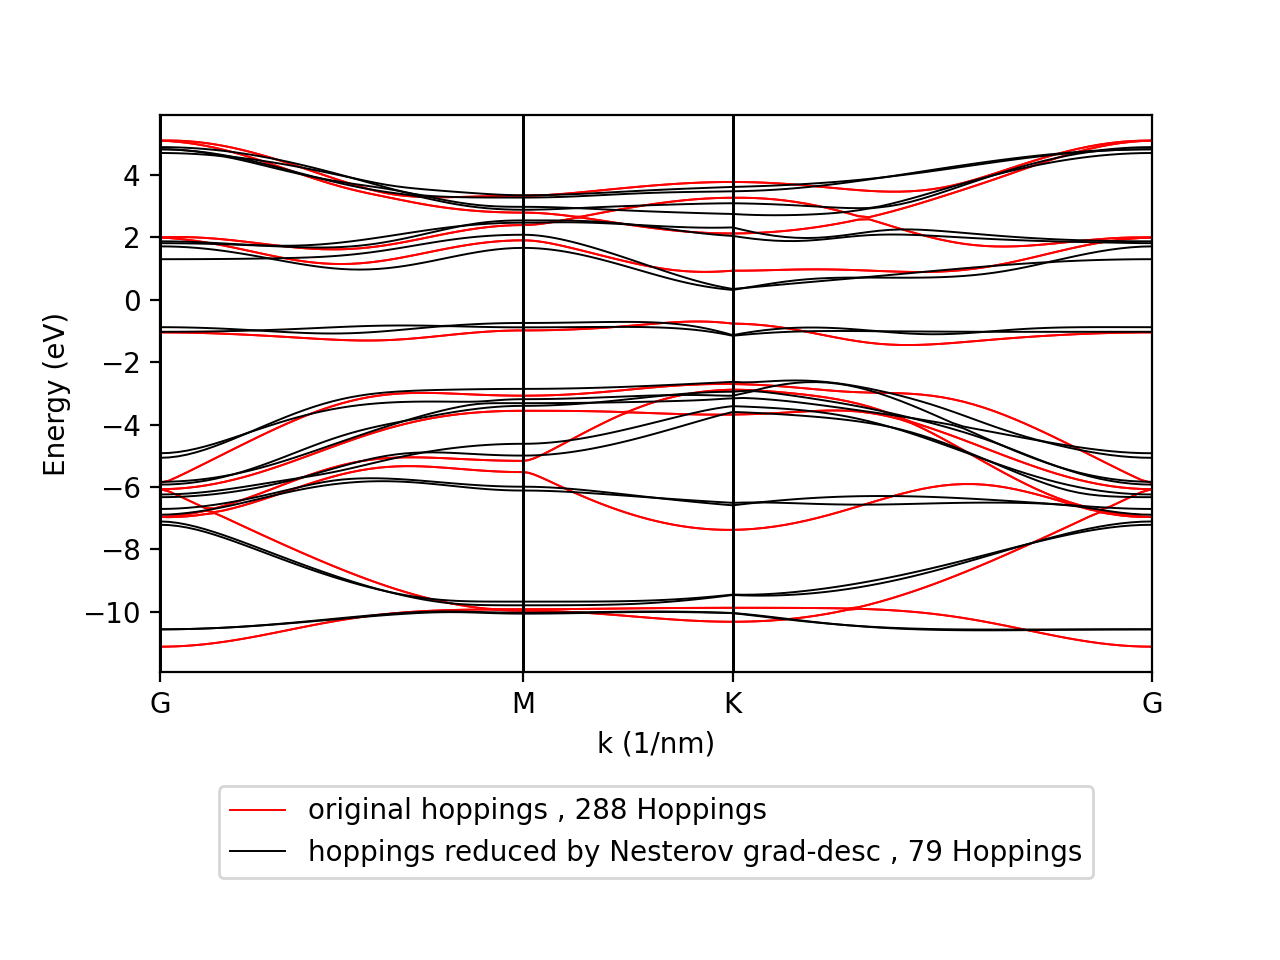 4
2
0
−2
−4
−6
−8
−10
Energy (eV)
G M K G
k (1/nm)
original hoppings , 288 Hoppings
hoppings reduced by Nesterov grad-desc , 79 Hoppings